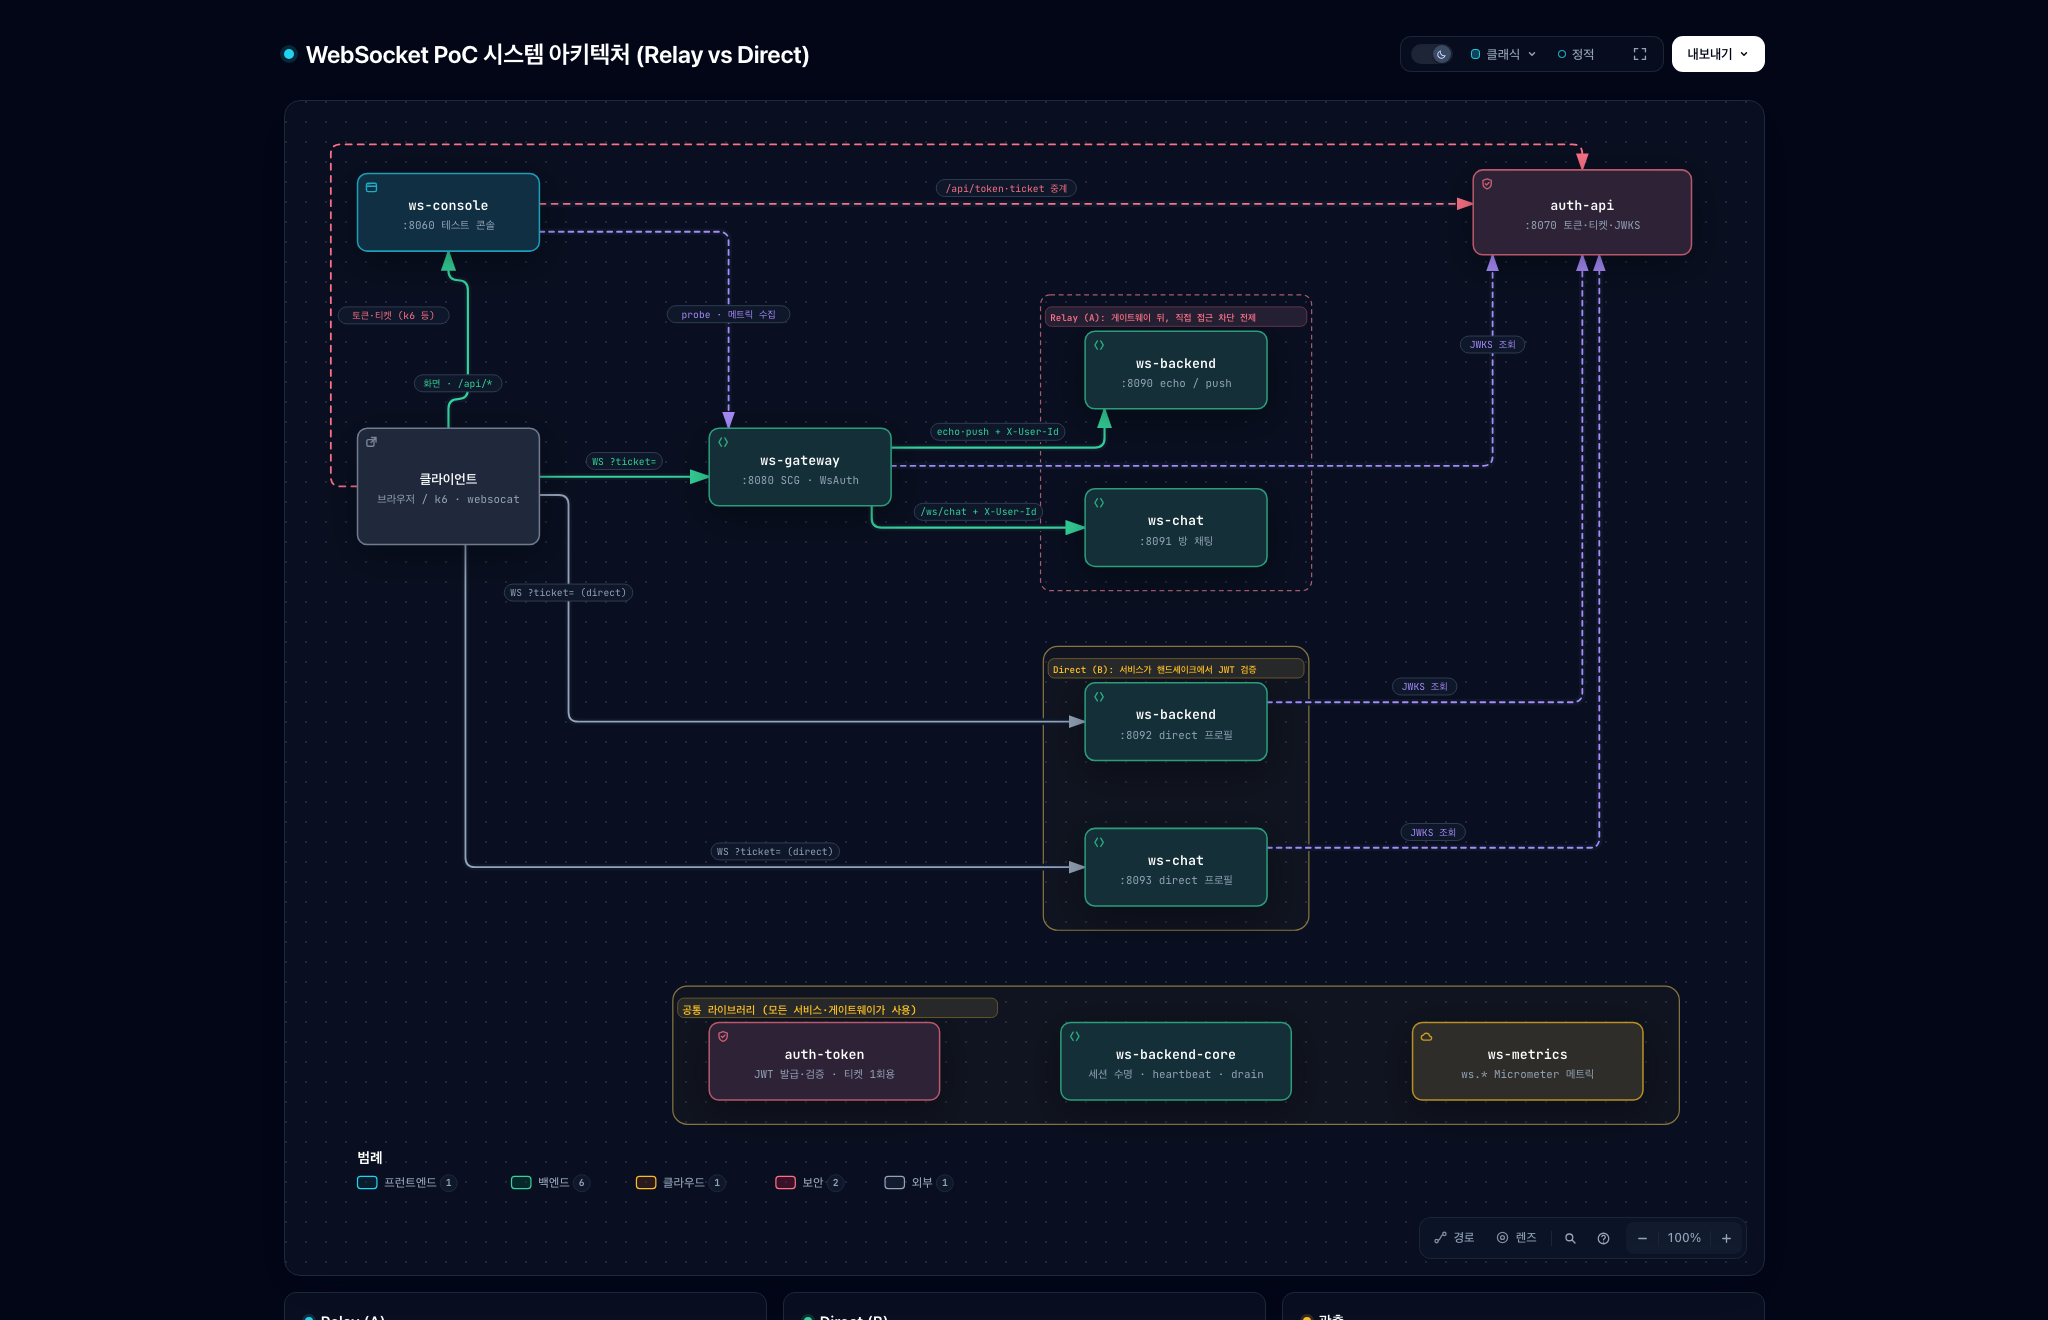 WebSocket PoC 시스템 아키텍처 (Relay vs Direct)
클래식
정적
내보내기
/api/token·ticket 중계
ws-console
:8060 테스트 콘솔
auth-api
:8070 토큰·티켓·JWKS
토큰·티켓 (k6 등)
probe · 메트릭 수집
Relay (A): 게이트웨이 뒤, 직접 접근 차단 전제
JWKS 조회
ws-backend
:8090 echo / push
화면 · /api/*
echo·push + X-User-Id
WS ?ticket=
ws-gateway
:8080 SCG · WsAuth
클라이언트
브라우저 / k6 · websocat
/ws/chat + X-User-Id
ws-chat
:8091 방 채팅
WS ?ticket= (direct)
Direct (B): 서비스가 핸드셰이크에서 JWT 검증
JWKS 조회
ws-backend
:8092 direct 프로필
JWKS 조회
WS ?ticket= (direct)
ws-chat
:8093 direct 프로필
공통 라이브러리 (모든 서비스·게이트웨이가 사용)
auth-token
JWT 발급·검증 · 티켓 1회용
ws-backend-core
세션 수명 · heartbeat · drain
ws-metrics
ws.* Micrometer 메트릭
범례
프런트엔드 1
백엔드 6
클라우드 1
보안 2
외부 1
경로
렌즈
100%
Relay (A)
Direct (B)
관측